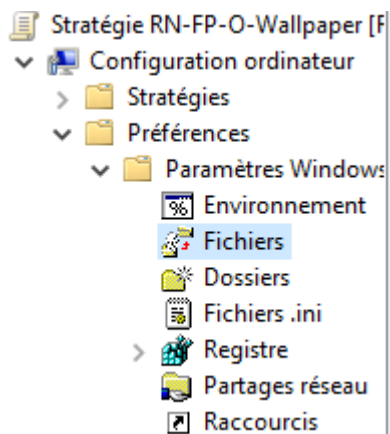 Stratégie RN-FP-O-Wallpaper [F
Configuration ordinateur
Stratégies
Préférences
Paramètres Windows
Environnement
Fichiers
Dossiers
Fichiers .ini
Registre
Partages réseau
Raccourcis